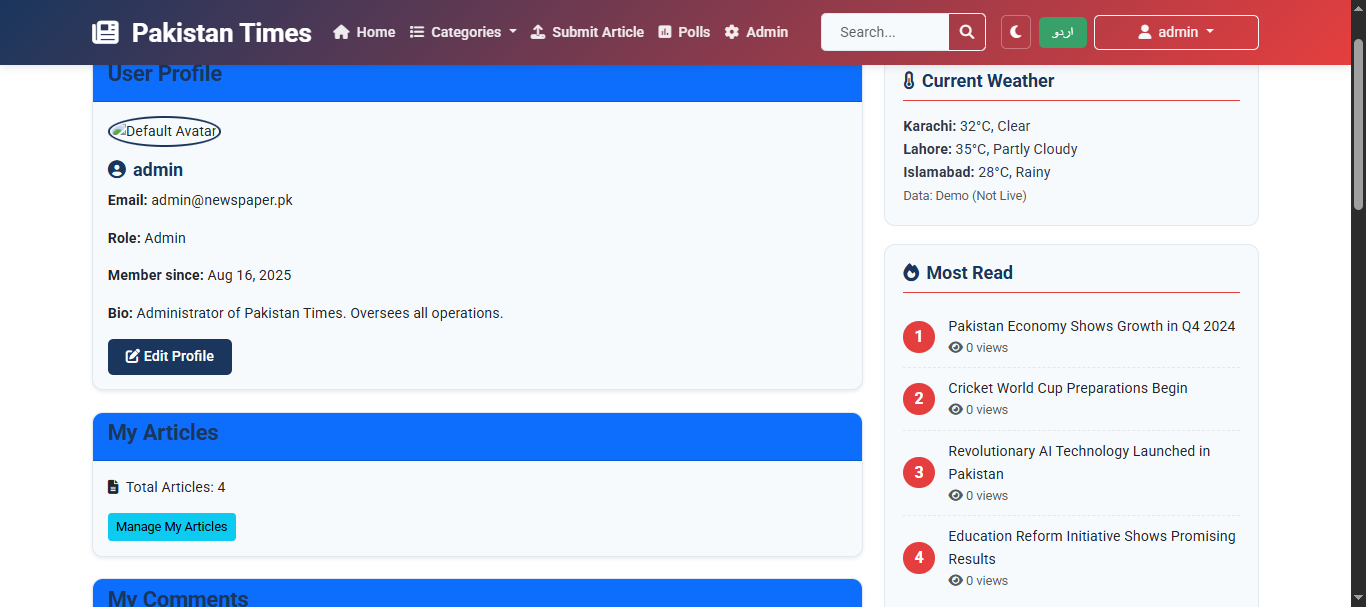 Pakistan Times
Home
Categories
Submit Article
Polls
Admin
Search...
اردو
admin
User Profile
Default Avatar
admin
Email: admin@newspaper.pk
Role: Admin
Member since: Aug 16, 2025
Bio: Administrator of Pakistan Times. Oversees all operations.
Edit Profile
My Articles
Total Articles: 4
Manage My Articles
My Comments
Current Weather
Karachi: 32°C, Clear
Lahore: 35°C, Partly Cloudy
Islamabad: 28°C, Rainy
Data: Demo (Not Live)
Most Read
1
Pakistan Economy Shows Growth in Q4 2024
0 views
2
Cricket World Cup Preparations Begin
0 views
3
Revolutionary AI Technology Launched in
Pakistan
0 views
4
Education Reform Initiative Shows Promising
Results
0 views